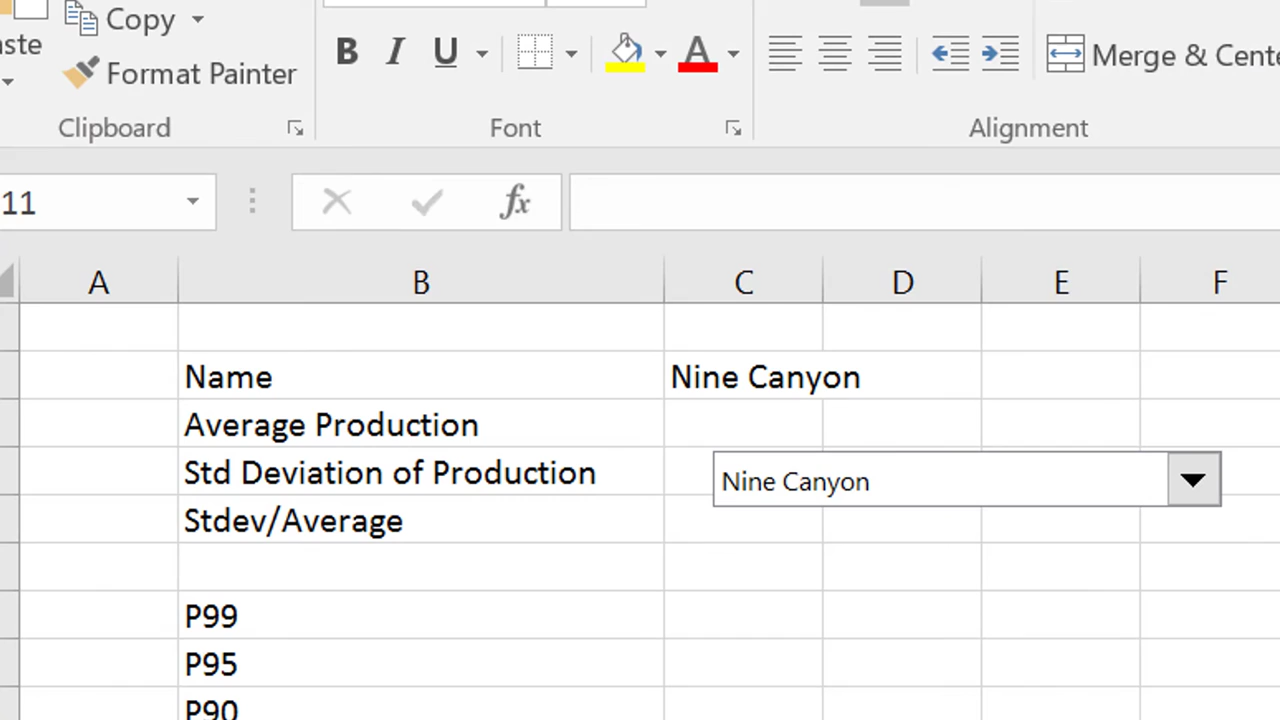 Copy
aste
Format Painter
B I U A
Merge & Cente
Clipboard Font Alignment
11 fx
A B C D E F
Name Nine Canyon
Average Production
Std Deviation of Production
Nine Canyon
Stdev/Average
P99
P95
P90